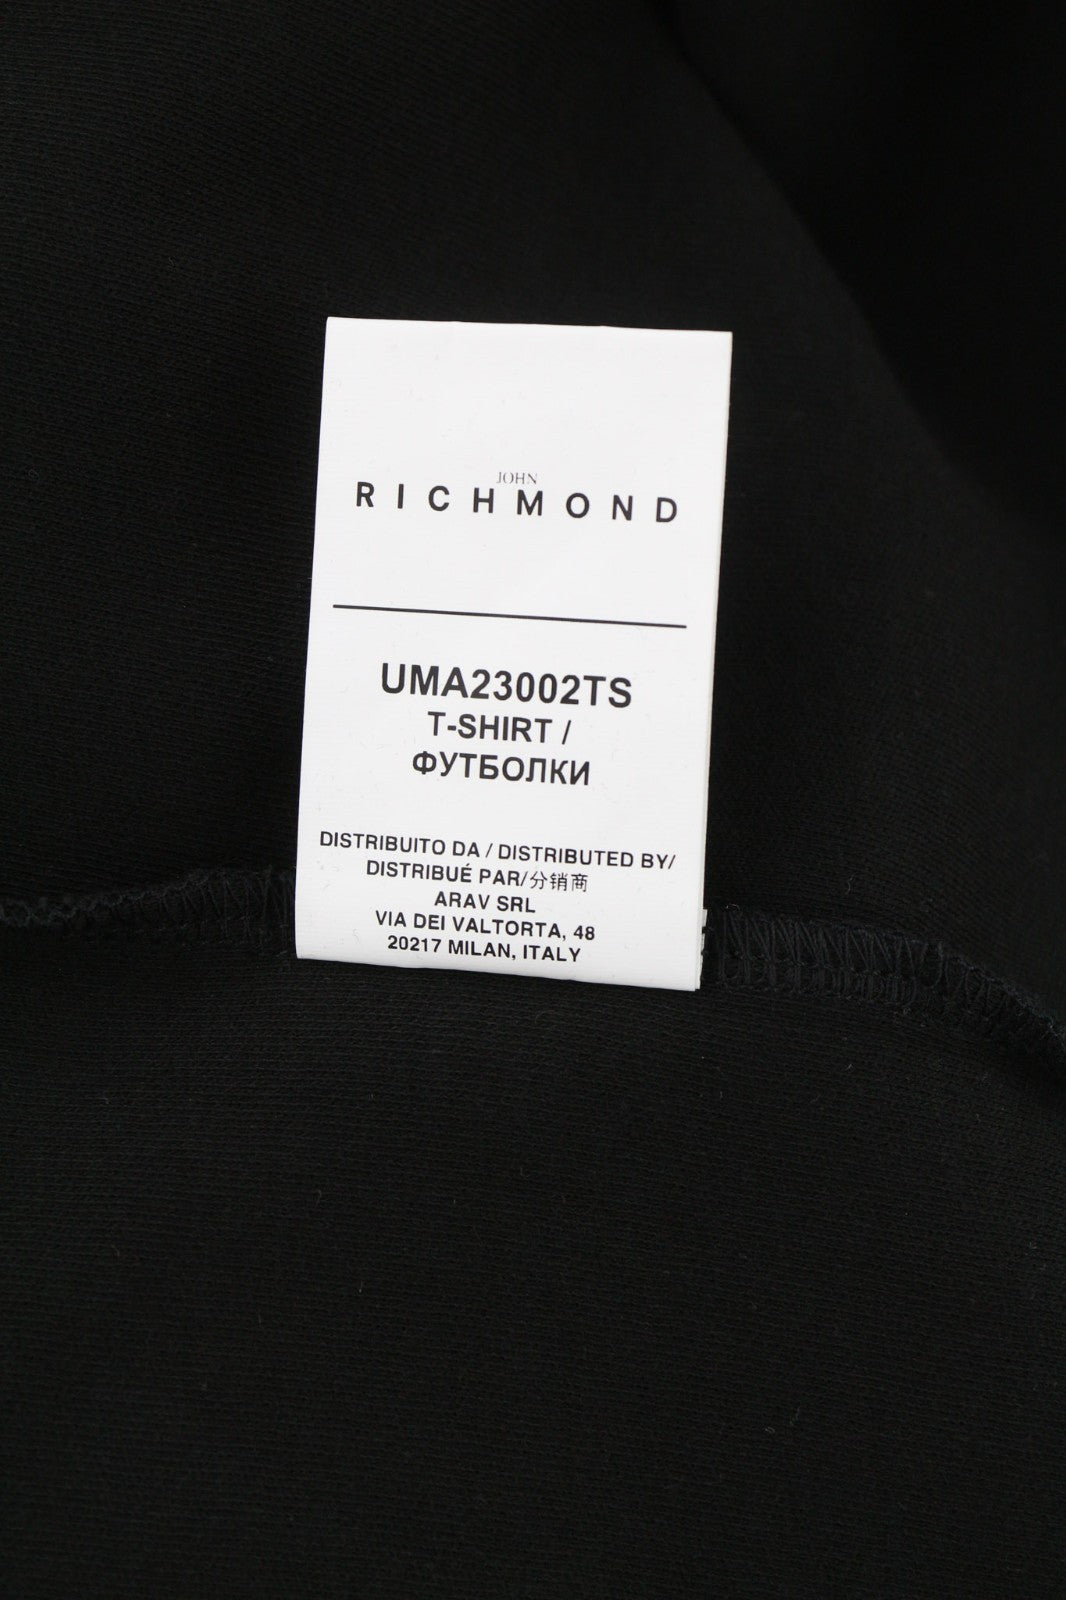 JOHN
RICHMOND
UMA23002TS
T-SHIRT /
ФУТБОЛКИ
DISTRIBUITO DA / DISTRIBUTED BY/
DISTRIBUÉ PAR/分销商
ARAV SRL
VIA DEI VALTORTA, 48
20217 MILAN, ITALY